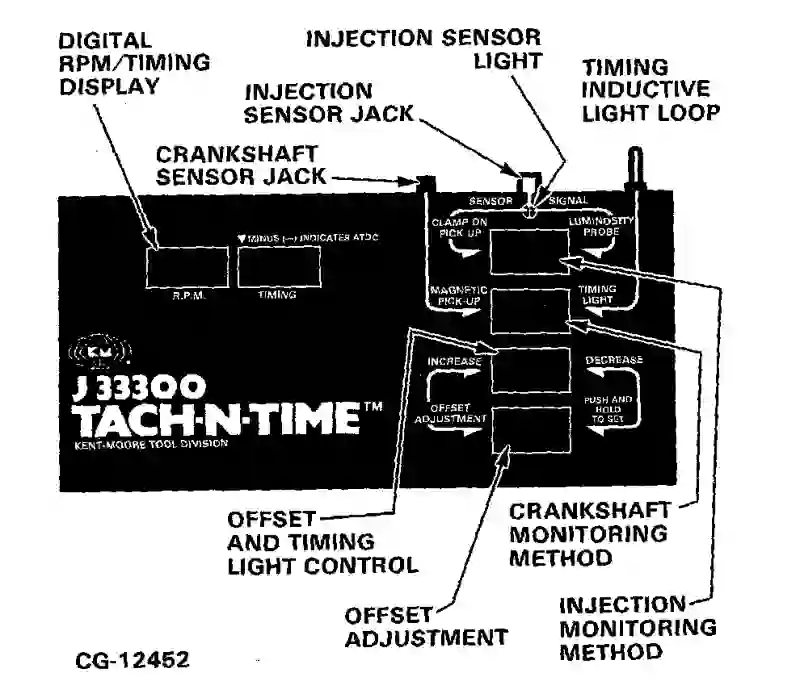 DIGITAL
RPM/TIMING
DISPLAY
INJECTION SENSOR
LIGHT
INJECTION
SENSOR JACK
TIMING
INDUCTIVE
LIGHT LOOP
CRANKSHAFT
SENSOR JACK
SENSOR SIGNAL
CLAMP ON
PICK UP
LUMINOSITY
PROBE
▼MINUS (—) INDICATES ATDC
R.P.M.
TIMING
MAGNETIC
PICK-UP
TIMING
LIGHT
KM
J 33300
TACH-N-TIME™
KENT-MOORE TOOL DIVISION
INCREASE
DECREASE
OFFSET
ADJUSTMENT
PUSH AND
HOLD
TO SET
OFFSET
AND TIMING
LIGHT CONTROL
CRANKSHAFT
MONITORING
METHOD
OFFSET
ADJUSTMENT
INJECTION
MONITORING
METHOD
CG-12452